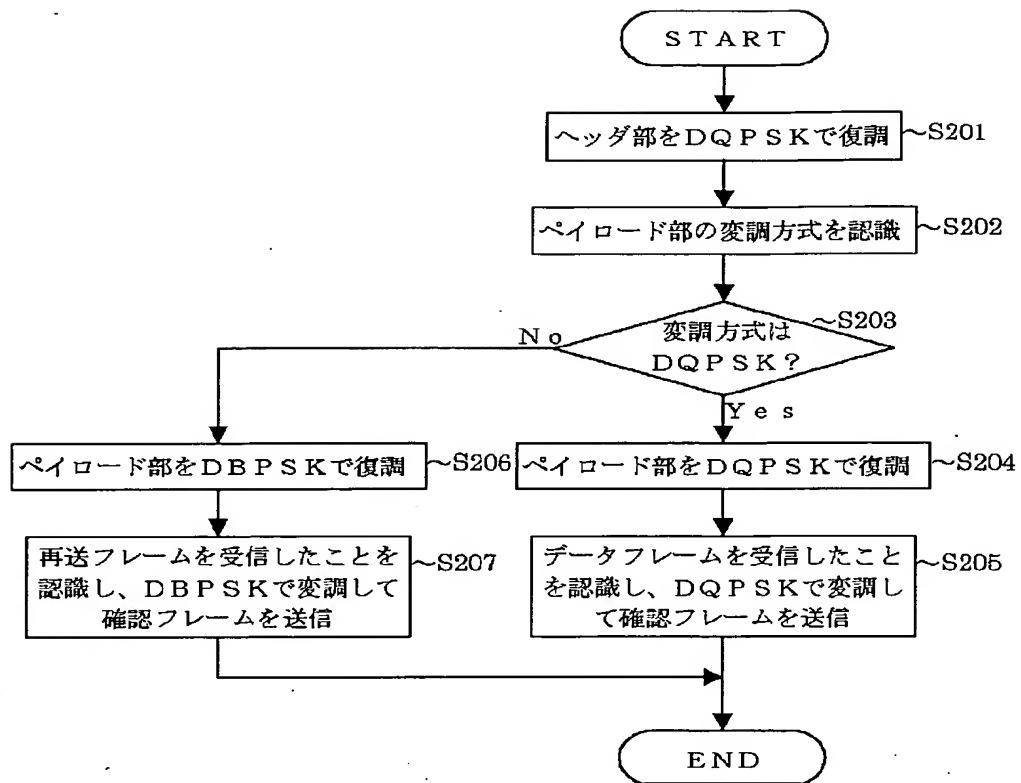 START
ヘッダ部をDQPSKで復調
~S201
ペイロード部の変調方式を認識
~S202
~S203
変調方式は
DQPSK?
No
Yes
ペイロード部をDBPSKで復調
~S206
ペイロード部をDQPSKで復調
~S204
再送フレームを受信したことを
認識し、DBPSKで変調して
確認フレームを送信
~S207
データフレームを受信したこと
を認識し、DQPSKで変調し
て確認フレームを送信
~S205
END